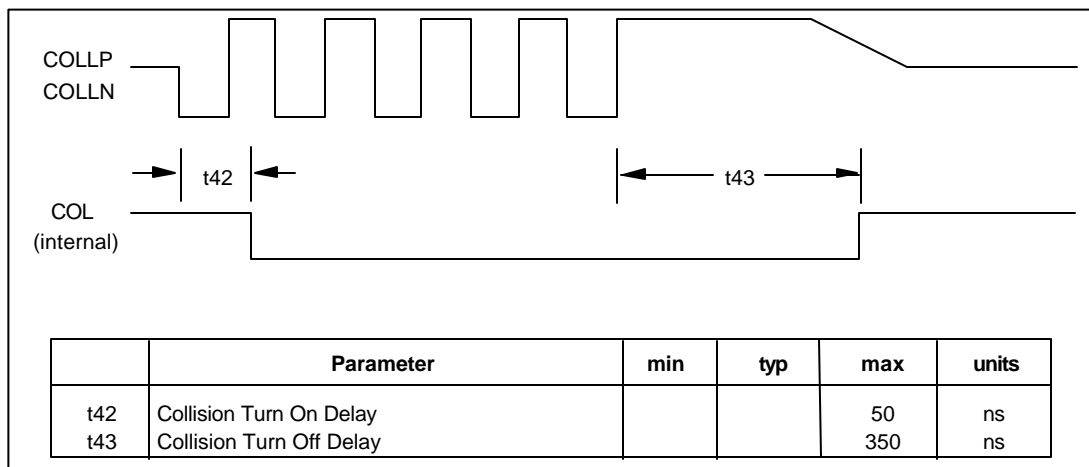 COLLP
COLLN
t42
t43
COL
(internal)
Parameter min typ max units
t42 Collision Turn On Delay 50 ns
t43 Collision Turn Off Delay 350 ns